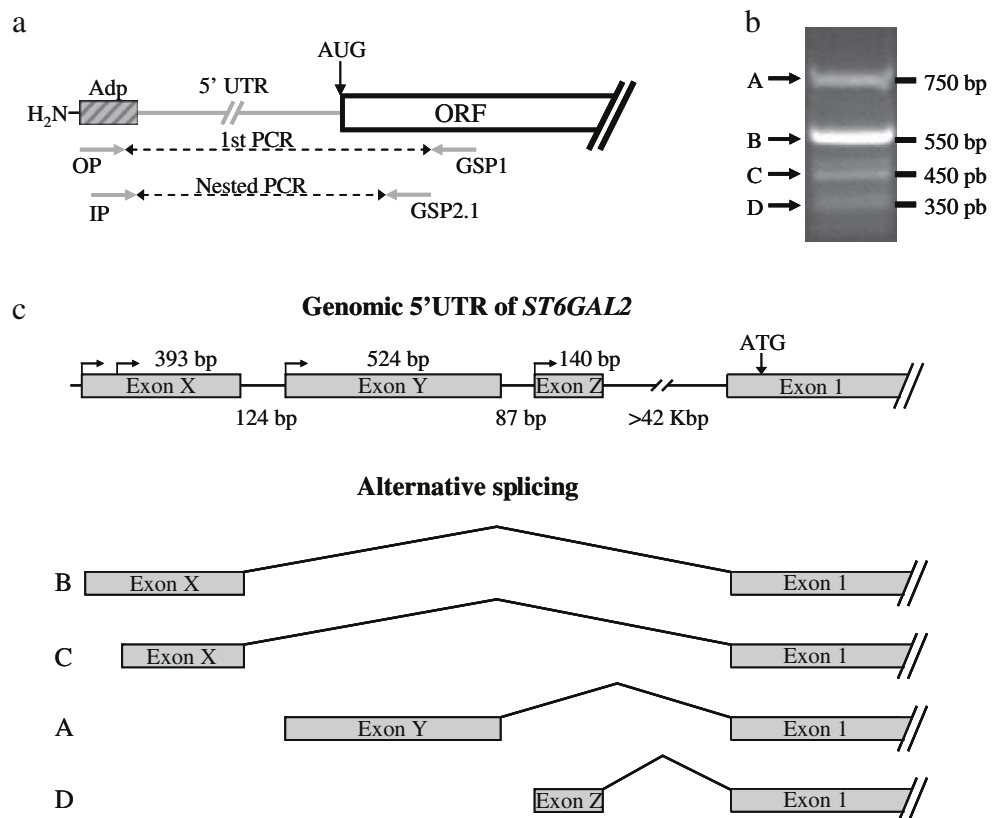 a
AUG
Adp
5' UTR
H2N
ORF
1st PCR
OP
GSP1
Nested PCR
IP
GSP2.1
b
A
750 bp
B
550 bp
C
450 pb
D
350 pb
c
Genomic 5'UTR of ST6GAL2
393 bp
524 bp
140 bp
ATG
Exon X
Exon Y
Exon Z
Exon 1
124 bp
87 bp
>42 Kbp
Alternative splicing
B
Exon X
Exon 1
C
Exon X
Exon 1
A
Exon Y
Exon 1
D
Exon Z
Exon 1